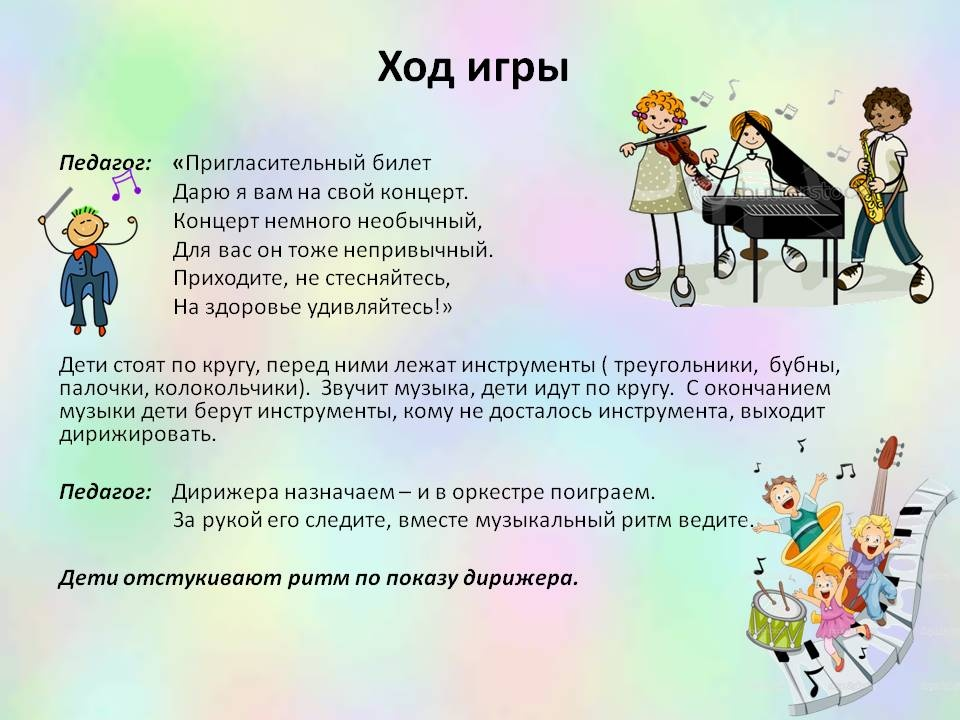 Ход игры
Педагог: «Пригласительный билет
Дарю я вам на свой концерт.
Концерт немного необычный,
Для вас он тоже непривычный.
Приходите, не стесняйтесь,
На здоровье удивляйтесь!»
Дети стоят по кругу, перед ними лежат инструменты ( треугольники, бубны,
палочки, колокольчики). Звучит музыка, дети идут по кругу. С окончанием
музыки дети берут инструменты, кому не досталось инструмента, выходит
дирижировать.
Педагог: Дирижера назначаем – и в оркестре поиграем.
За рукой его следите, вместе музыкальный ритм ведите.
Дети отстукивают ритм по показу дирижера.